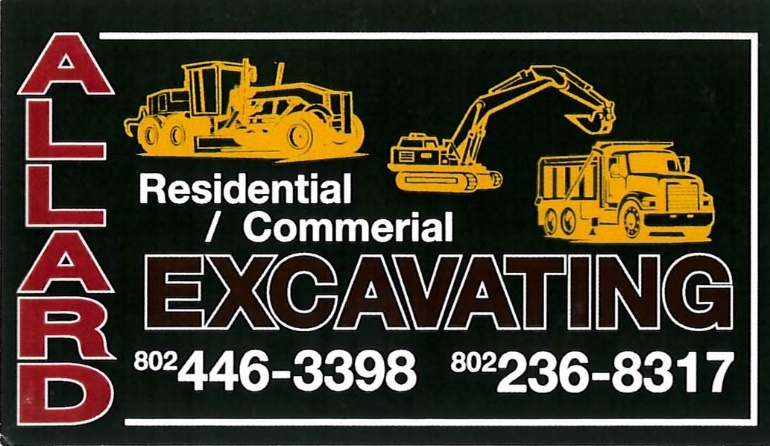 ALLARD
Residential
/ Commerial
EXCAVATING
802 446-3398 802 236-8317